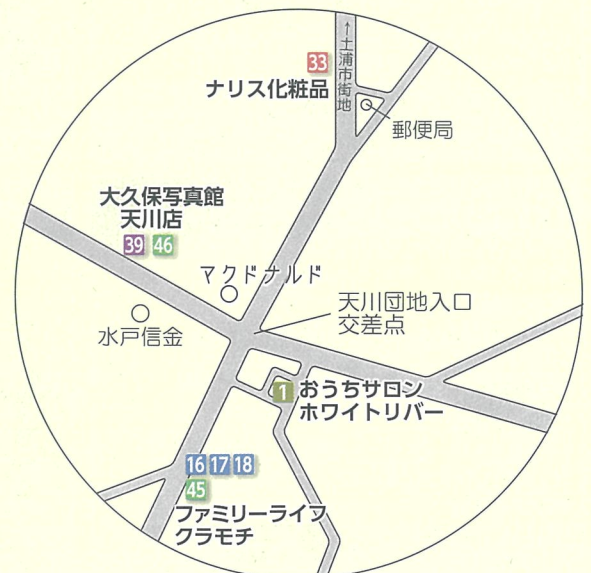 ↑土浦市街地
33
ナリス化粧品
郵便局
大久保写真館
天川店
39 46
マクドナルド
水戸信金
天川団地入口
交差点
1 おうちサロン
ホワイトリバー
16 17 18
45
ファミリーライフ
クラモチ